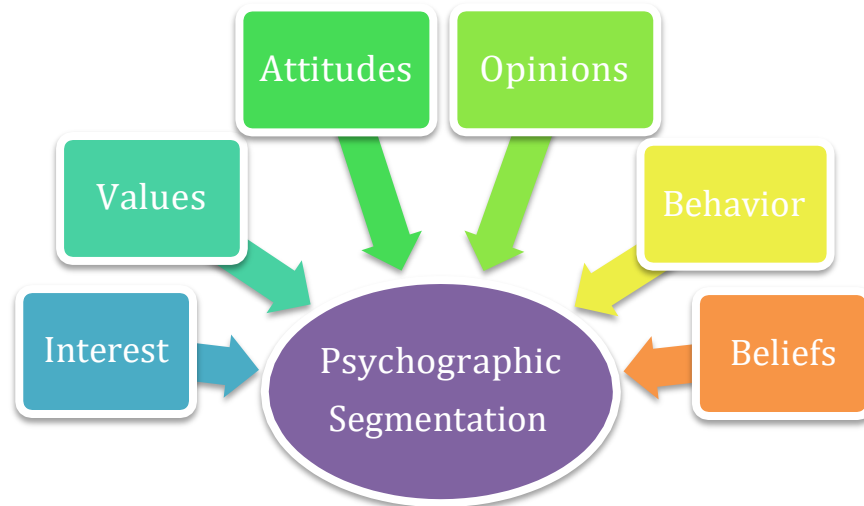 Attitudes
Opinions
Values
Behavior
Interest
Beliefs
Psychographic
Segmentation